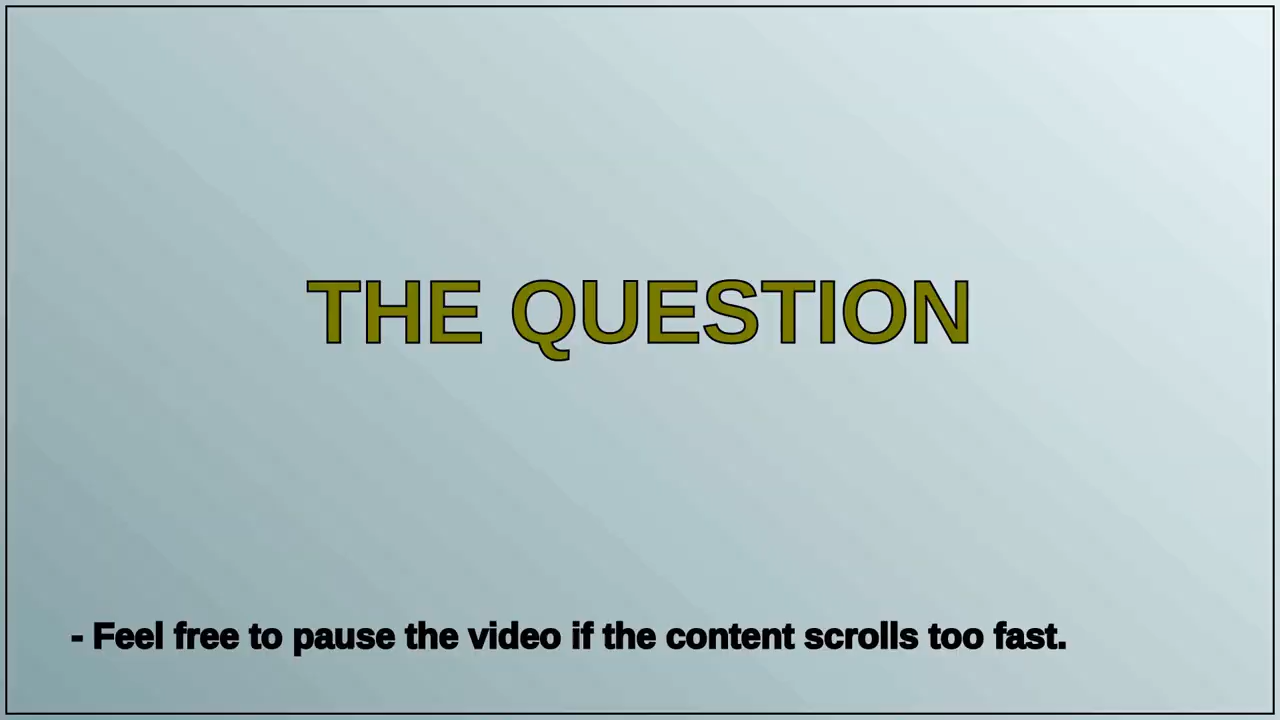 THE QUESTION
- Feel free to pause the video if the content scrolls too fast.